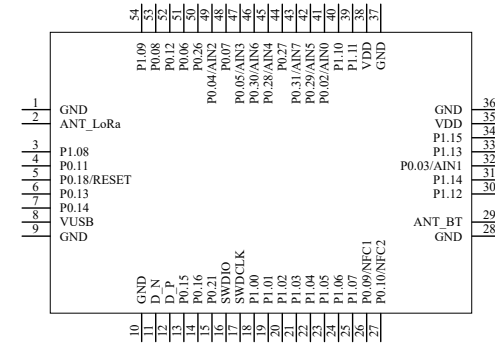 54
53
52
51
50
49
48
47
46
45
44
43
42
41
40
39
38
37
P1.09
P0.08
P0.12
P0.06
P0.26
P0.04/AIN2
P0.07
P0.05/AIN3
P0.30/AIN6
P0.28/AIN4
P0.27
P0.31/AIN7
P0.29/AIN5
P0.02/AIN0
P1.10
P1.11
VDD
GND
1 GND
2 ANT_LoRa
3 P1.08
4 P0.11
5 P0.18/RESET
6 P0.13
7 P0.14
8 VUSB
9 GND
GND 36
VDD 35
P1.15 34
P1.13 33
P0.03/AIN1 32
P1.14 31
P1.12 30
ANT_BT 29
GND 28
GND
D_N
D_P
P0.15
P0.16
P0.21
SWDIO
SWDCLK
P1.00
P1.01
P1.02
P1.03
P1.04
P1.05
P1.06
P1.07
P0.09/NFC1
P0.10/NFC2
10
11
12
13
14
15
16
17
18
19
20
21
22
23
24
25
26
27